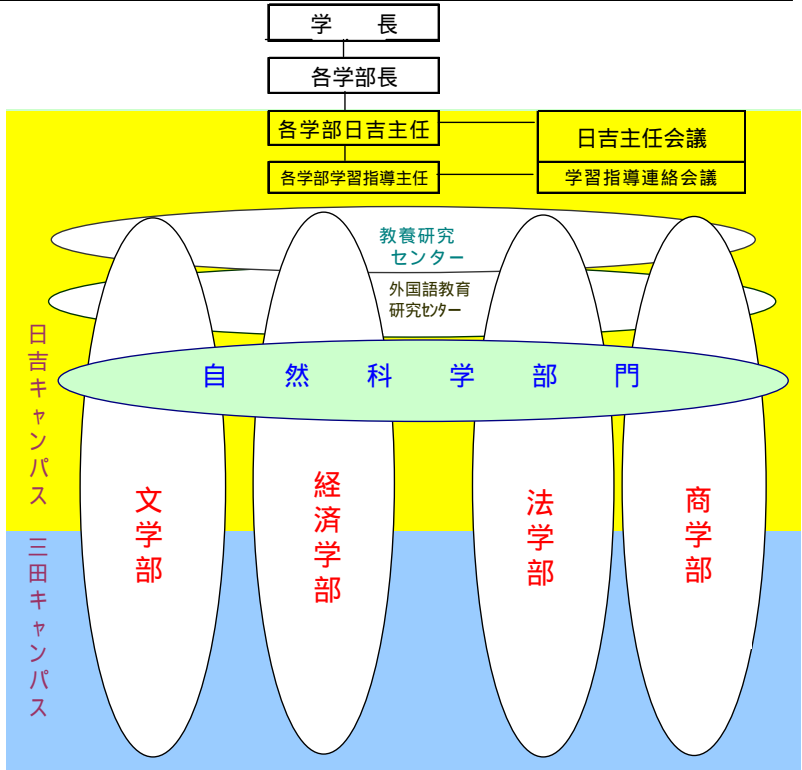 学　長
各学部長
各学部日吉主任
日吉主任会議
各学部学習指導主任
学習指導連絡会議
教養研究
センター
外国語教育
研究センター
自然科学部門
日吉キャンパス
三田キャンパス
文学部
経済学部
法学部
商学部